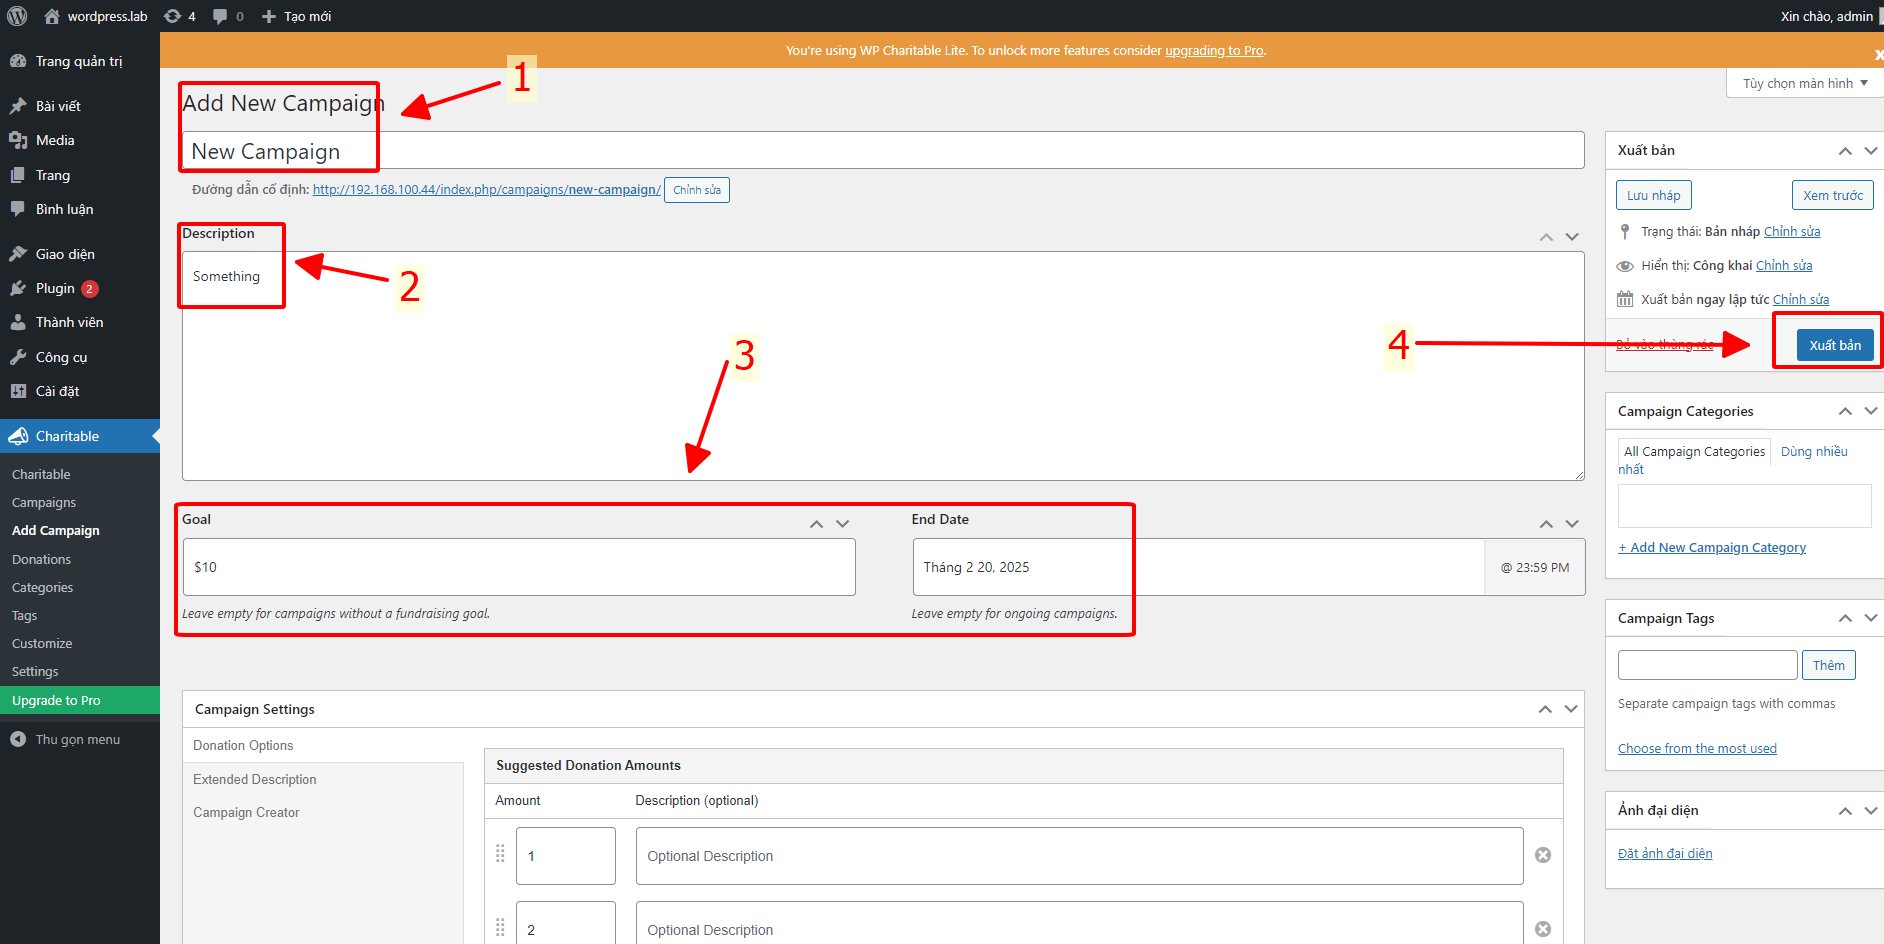 wordpress.lab 4 0 Tạo mới Xin chào, admin
You're using WP Charitable Lite. To unlock more features consider upgrading to Pro. x
Trang quản trị
Bài viết
Media
Trang
Bình luận
Giao diện
Plugin 2
Thành viên
Công cụ
Cài đặt
Charitable
Charitable
Campaigns
Add Campaign
Donations
Categories
Tags
Customize
Settings
Upgrade to Pro
Thu gọn menu
Tùy chọn màn hình
Add New Campaign
1
New Campaign
Đường dẫn cố định: http://192.168.100.44/index.php/campaigns/new-campaign/ Chỉnh sửa
Description
Something
2
3
Goal
$10
Leave empty for campaigns without a fundraising goal.
End Date
Tháng 2 20, 2025
@ 23:59 PM
Leave empty for ongoing campaigns.
Campaign Settings
Donation Options
Extended Description
Campaign Creator
Suggested Donation Amounts
Amount Description (optional)
1 Optional Description
2 Optional Description
Xuất bản
Lưu nháp Xem trước
Trạng thái: Bản nháp Chỉnh sửa
Hiển thị: Công khai Chỉnh sửa
Xuất bản ngay lập tức Chỉnh sửa
4
Bỏ vào thùng rác Xuất bản
Campaign Categories
All Campaign Categories Dùng nhiều
nhất
+ Add New Campaign Category
Campaign Tags
Thêm
Separate campaign tags with commas
Choose from the most used
Ảnh đại diện
Đặt ảnh đại diện